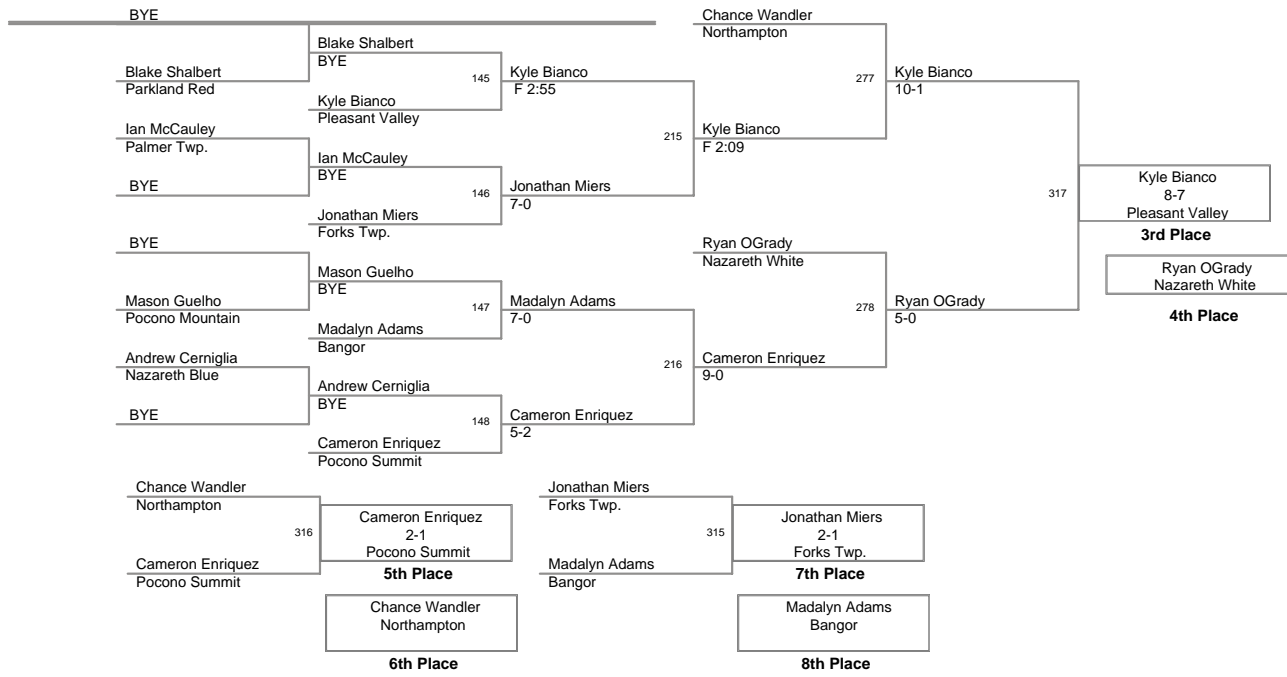 BYE
Blake Shalbert
Parkland Red
Ian McCauley
Palmer Twp.
BYE
BYE
Mason Guelho
Pocono Mountain
Andrew Cerniglia
Nazareth Blue
BYE
Blake Shalbert
BYE
145
Kyle Bianco
Pleasant Valley
Ian McCauley
BYE
146
Jonathan Miers
Forks Twp.
Mason Guelho
BYE
147
Madalyn Adams
Bangor
Andrew Cerniglia
BYE
148
Cameron Enriquez
Pocono Summit
Kyle Bianco
F 2:55
215
Jonathan Miers
7-0
Madalyn Adams
7-0
216
Cameron Enriquez
5-2
Chance Wandler
Northampton
277
Kyle Bianco
F 2:09
Ryan OGrady
Nazareth White
278
Cameron Enriquez
9-0
Kyle Bianco
10-1
317
Ryan OGrady
5-0
Kyle Bianco
8-7
Pleasant Valley
3rd Place
Ryan OGrady
Nazareth White
4th Place
Chance Wandler
Northampton
316
Cameron Enriquez
Pocono Summit
Cameron Enriquez
2-1
Pocono Summit
5th Place
Chance Wandler
Northampton
6th Place
Jonathan Miers
Forks Twp.
315
Madalyn Adams
Bangor
Jonathan Miers
2-1
Forks Twp.
7th Place
Madalyn Adams
Bangor
8th Place